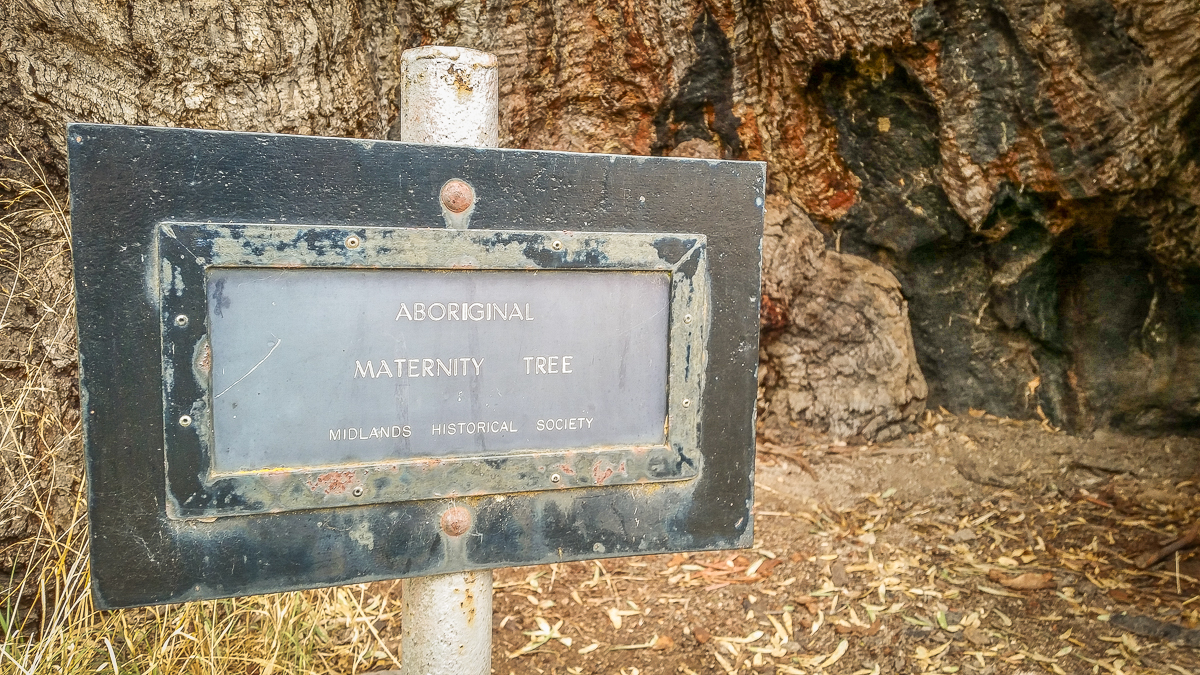 ABORIGINAL
MATERNITY TREE
MIDLANDS HISTORICAL SOCIETY